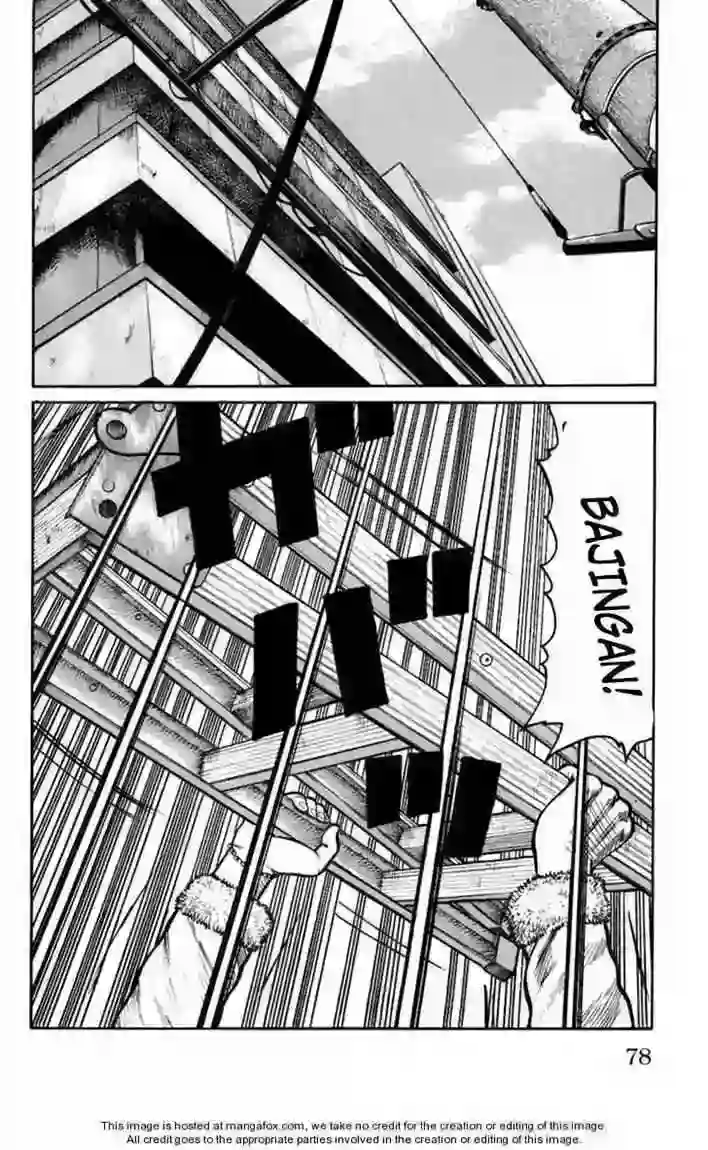 ガババッ
BAJINGAN!
78
This image is hosted at mangafox.com, we take no credit for the creation or editing of this image.
All credit goes to the appropriate parties involved in the creation or editing of this image.